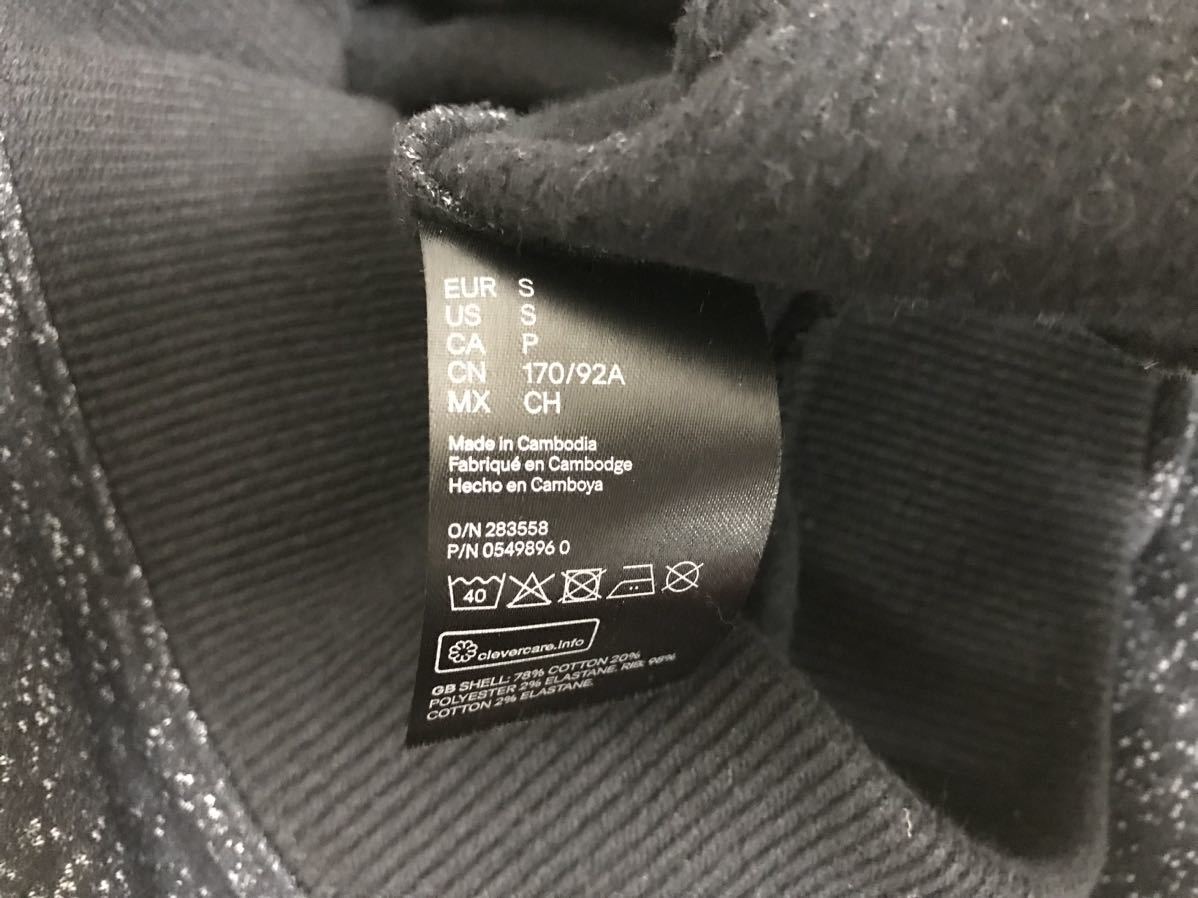 EUR S
US S
CA P
CN 170/92A
MX CH
Made in Cambodia
Fabriqué en Cambodge
Hecho en Camboya
O/N 283558
P/N 0549896 0
40
clevercare.info
GB SHELL: 78% COTTON 20%
POLYESTER 2% ELASTANE. RIB: 98%
COTTON 2% ELASTANE.